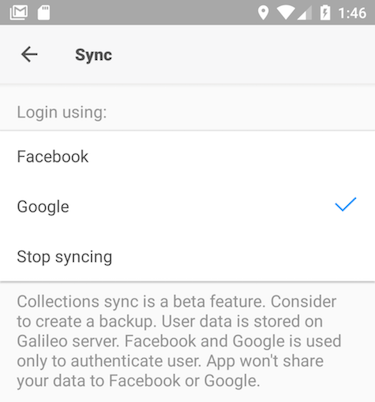 1:46
Sync
Login using:
Facebook
Google
Stop syncing
Collections sync is a beta feature. Consider
to create a backup. User data is stored on
Galileo server. Facebook and Google is used
only to authenticate user. App won't share
your data to Facebook or Google.